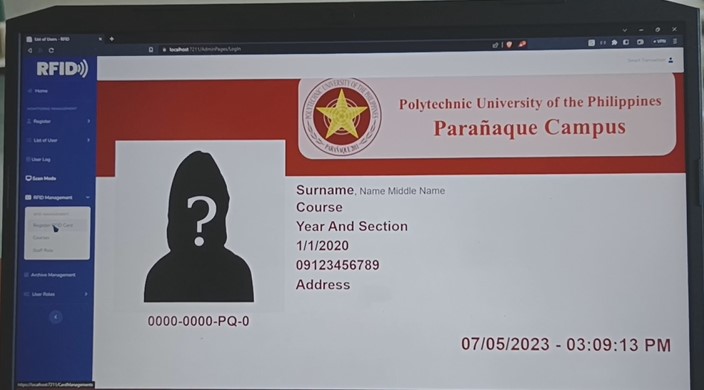 List of Users - RFID
localhost:7211/AdminPages/Login
VPN
RFID
Home
Register
List of User
User Log
Scan Mode
RFID Management
Register RFID Card
Archive Management
User Roles
https://localhost:7211/CardManagements
POLYTECHNIC UNIVERSITY OF THE PHILIPPINES
PARAÑAQUE
Polytechnic University of the Philippines
Parañaque Campus
?
0000-0000-PQ-0
Surname, Name Middle Name
Course
Year And Section
1/1/2020
09123456789
Address
07/05/2023 - 03:09:13 PM